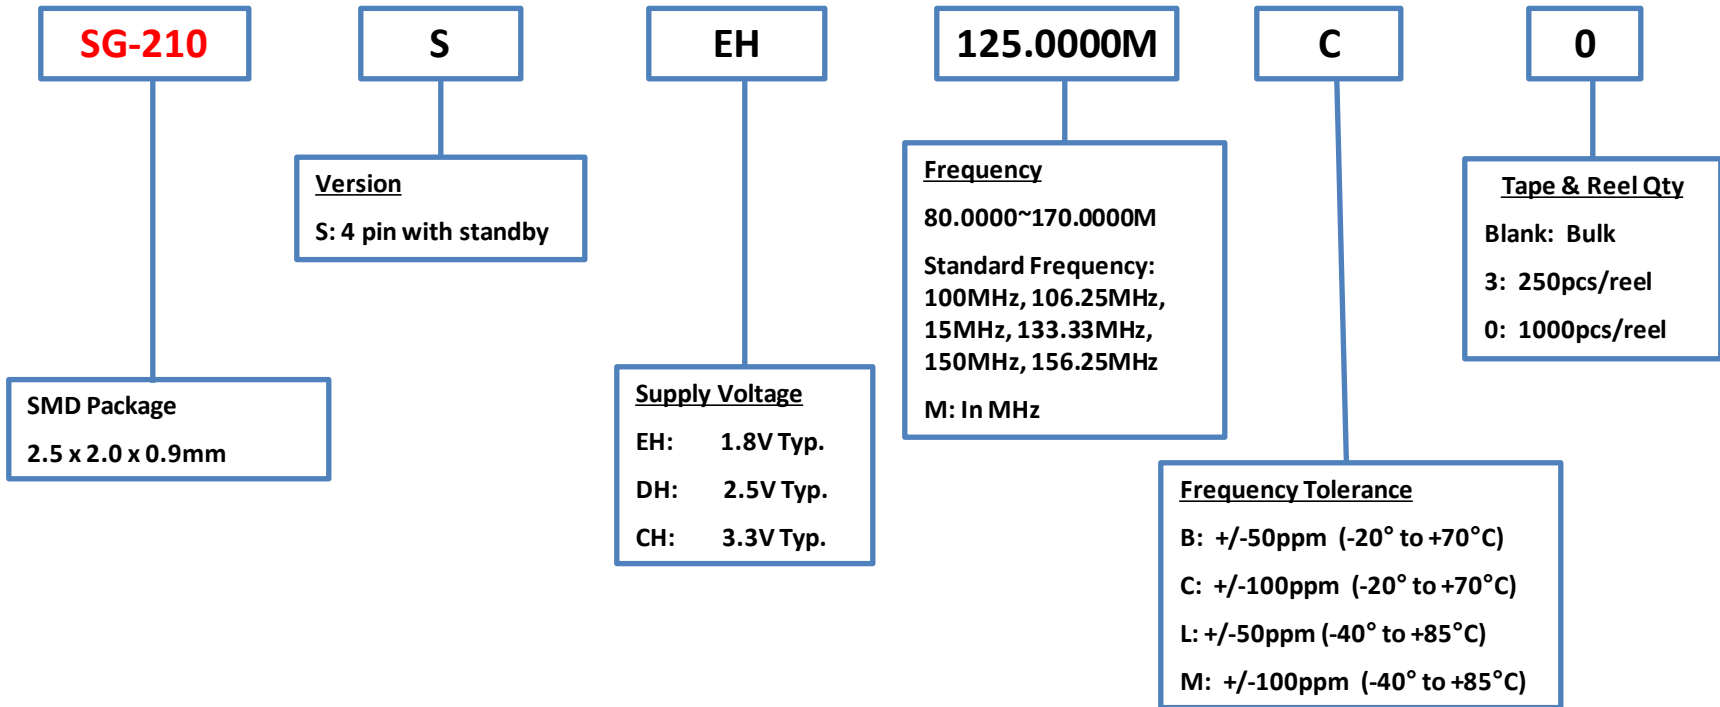 SG-210
S
EH
125.0000M
C
0
Version
S: 4 pin with standby
Frequency
80.0000~170.0000M
Standard Frequency:
100MHz, 106.25MHz,
15MHz, 133.33MHz,
150MHz, 156.25MHz
M: In MHz
Tape & Reel Qty
Blank: Bulk
3: 250pcs/reel
0: 1000pcs/reel
SMD Package
2.5 x 2.0 x 0.9mm
Supply Voltage
EH: 1.8V Typ.
DH: 2.5V Typ.
CH: 3.3V Typ.
Frequency Tolerance
B: +/-50ppm (-20° to +70°C)
C: +/-100ppm (-20° to +70°C)
L: +/-50ppm (-40° to +85°C)
M: +/-100ppm (-40° to +85°C)